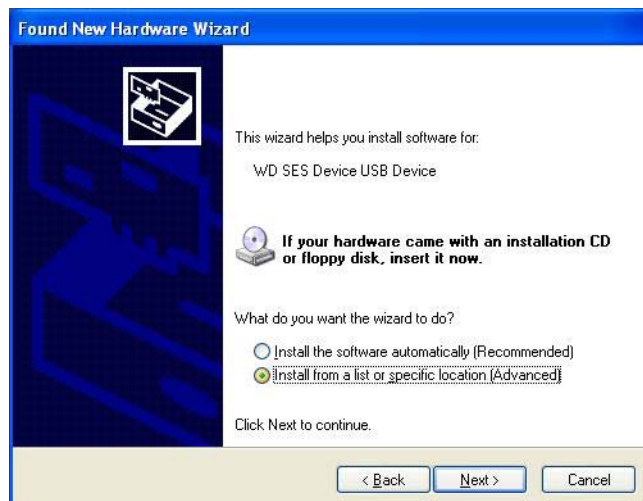 Found New Hardware Wizard
This wizard helps you install software for:
WD SES Device USB Device
If your hardware came with an installation CD
or floppy disk, insert it now.
What do you want the wizard to do?
Install the software automatically (Recommended)
Install from a list or specific location (Advanced)
Click Next to continue.
< Back Next > Cancel